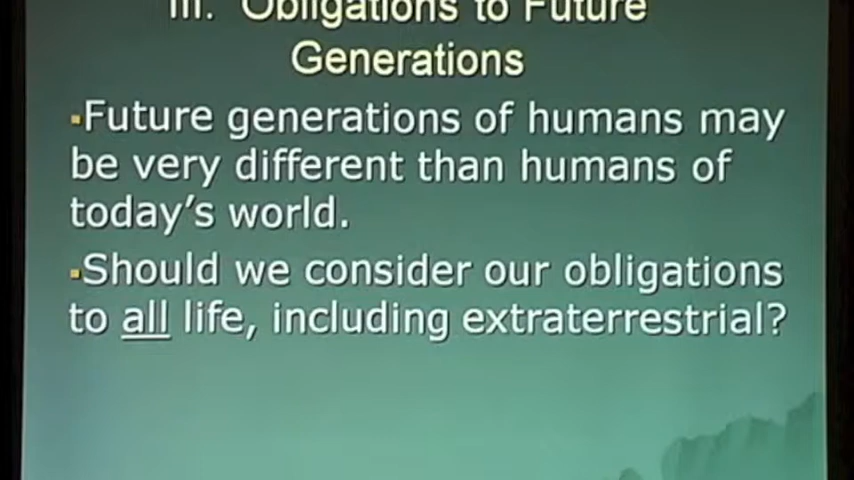 III. Obligations to Future
Generations
▪Future generations of humans may
be very different than humans of
today's world.
▪Should we consider our obligations
to all life, including extraterrestrial?